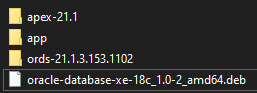 apex-21.1
app
ords-21.1.3.153.1102
oracle-database-xe-18c_1.0-2_amd64.deb